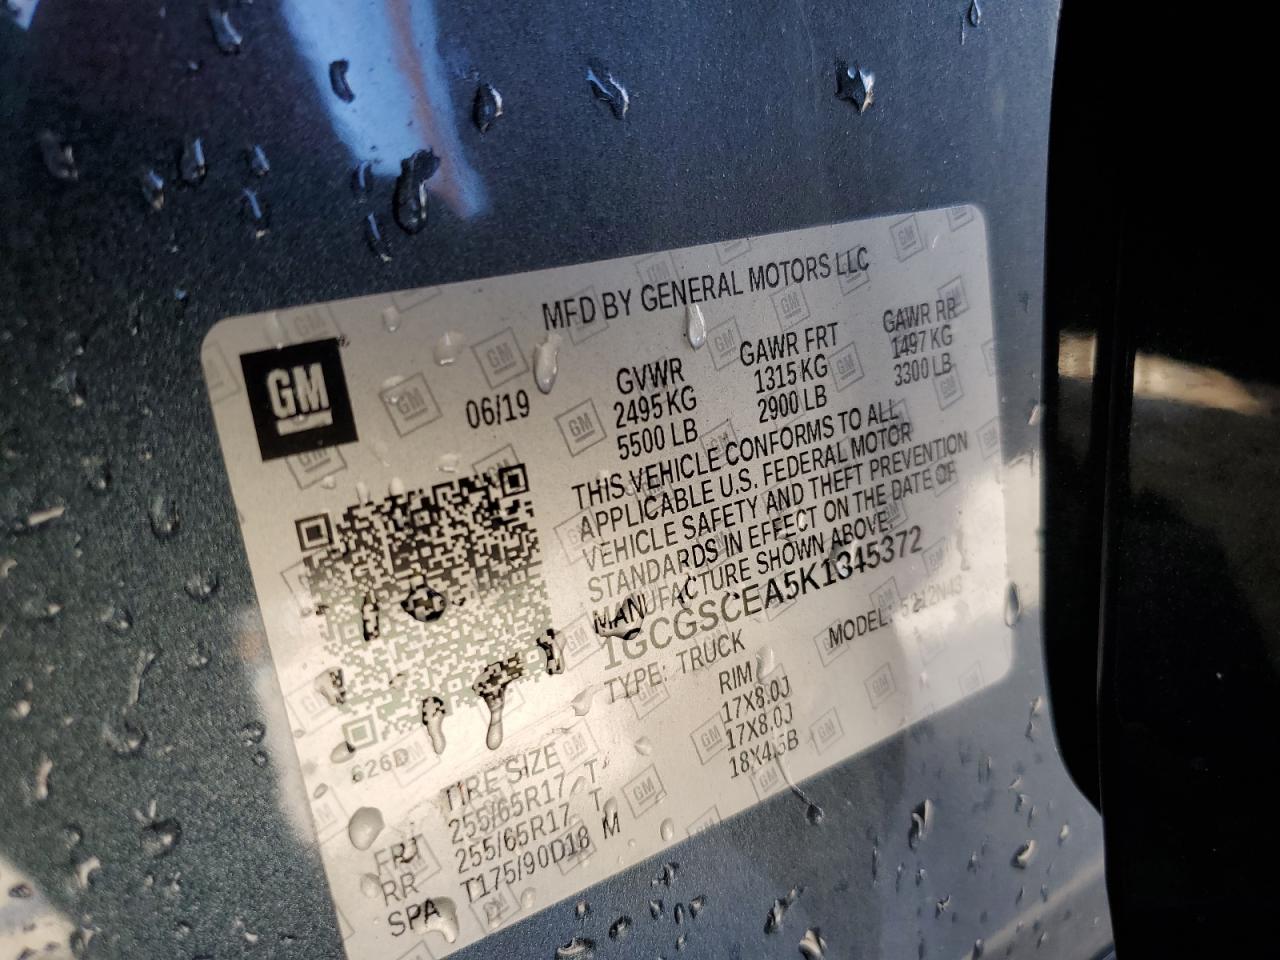 MFD BY GENERAL MOTORS LLC
GM
06/19
GVWR GAWR FRT GAWR RR
2495 KG 1315 KG 1497 KG
5500 LB 2900 LB 3300 LB
THIS VEHICLE CONFORMS TO ALL
APPLICABLE U.S. FEDERAL MOTOR
VEHICLE SAFETY AND THEFT PREVENTION
STANDARDS IN EFFECT ON THE DATE OF
MANUFACTURE SHOWN ABOVE.
1GCGSCEA5K1345372
TYPE: TRUCK MODEL:
626D
TIRE SIZE RIM
FRT 255/65R17 T 17X8.0J
RR 255/65R17 T 17X8.0J
SPA T175/90D18 M 18X4.5B